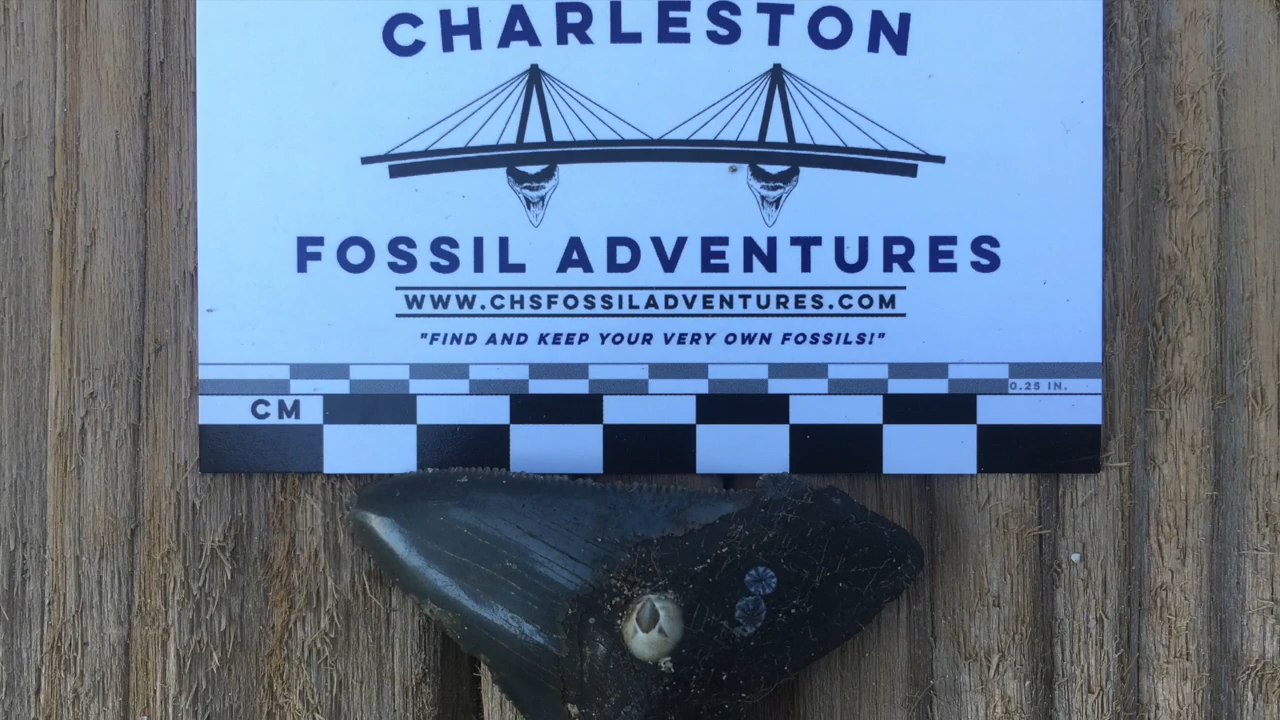 CHARLESTON
FOSSIL ADVENTURES
WWW.CHSFOSSILADVENTURES.COM
"FIND AND KEEP YOUR VERY OWN FOSSILS!"
0.25 IN.
CM